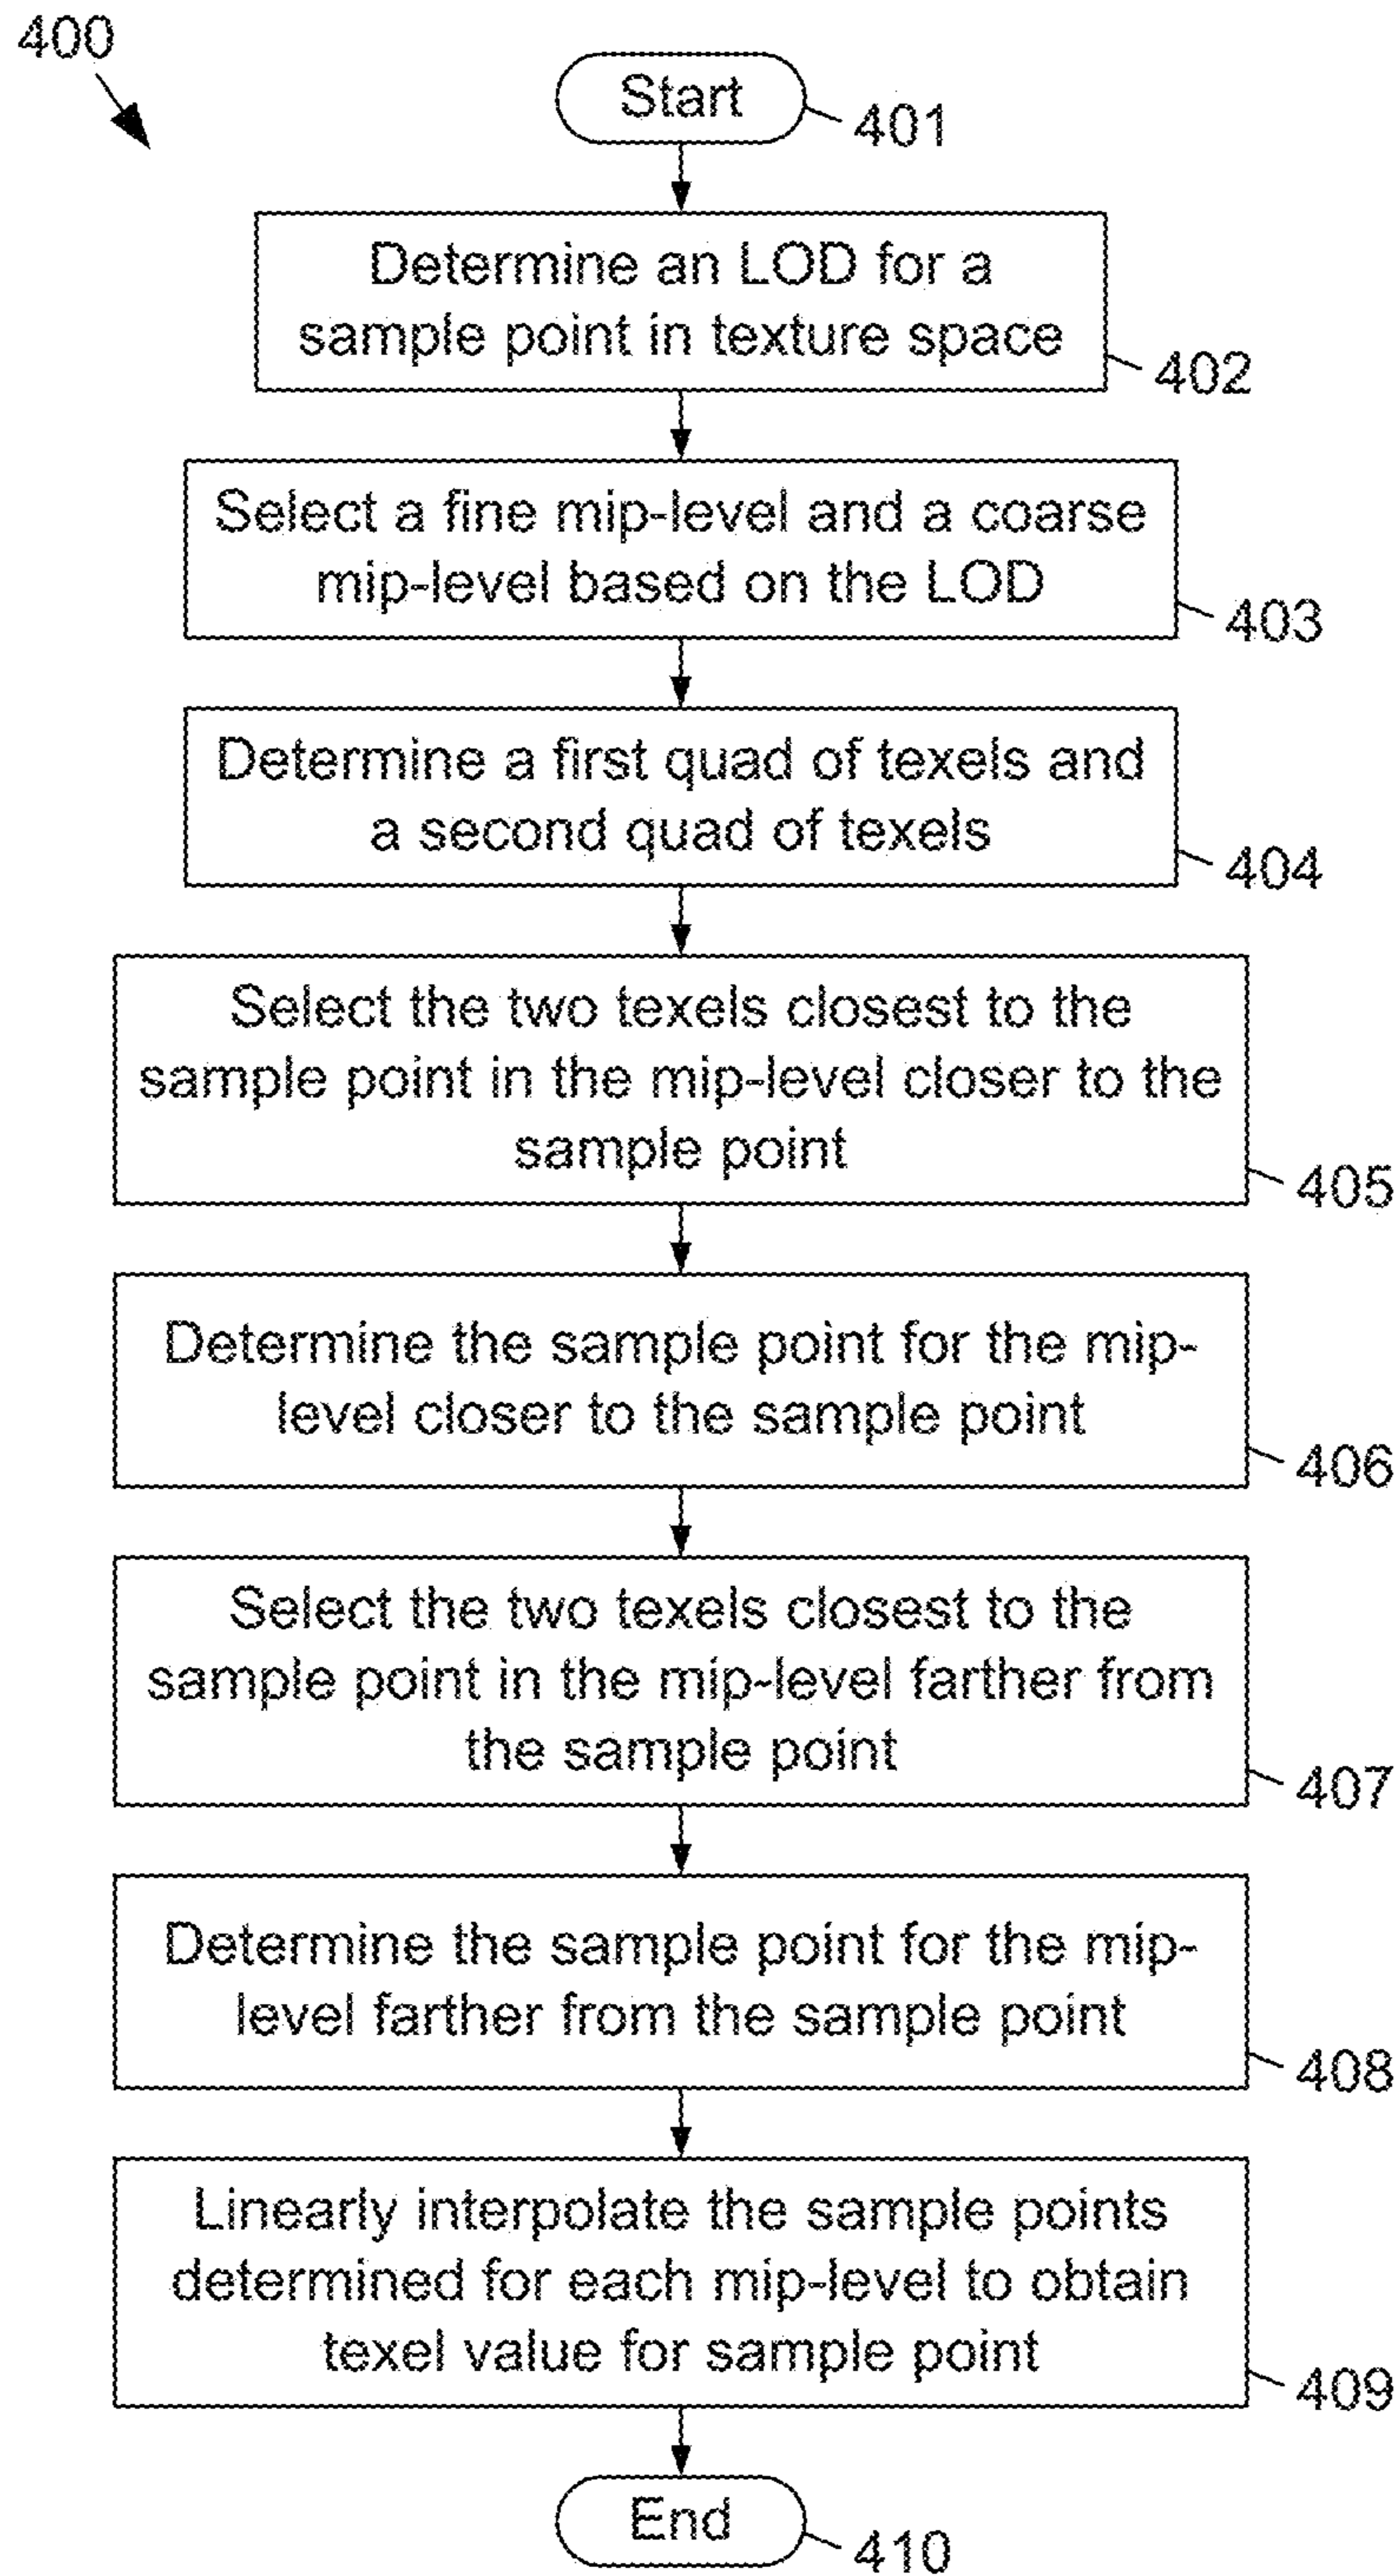 400
Start
401
Determine an LOD for a
sample point in texture space
402
Select a fine mip-level and a coarse
mip-level based on the LOD
403
Determine a first quad of texels and
a second quad of texels
404
Select the two texels closest to the
sample point in the mip-level closer to the
sample point
405
Determine the sample point for the mip-
level closer to the sample point
406
Select the two texels closest to the
sample point in the mip-level farther from
the sample point
407
Determine the sample point for the mip-
level farther from the sample point
408
Linearly interpolate the sample points
determined for each mip-level to obtain
texel value for sample point
409
End
410